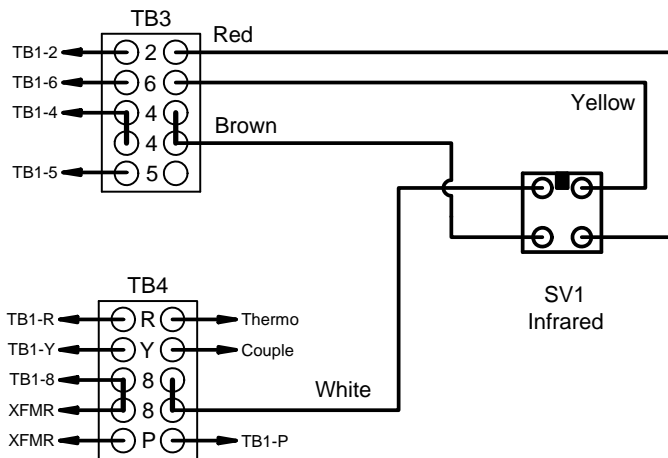 TB3
TB1-2 2 Red
TB1-6 6
Yellow
TB1-4 4
4 Brown
TB1-5 5
SV1
Infrared
TB4
TB1-R R Thermo
TB1-Y Y Couple
TB1-8 8
White
XFMR 8
XFMR P TB1-P